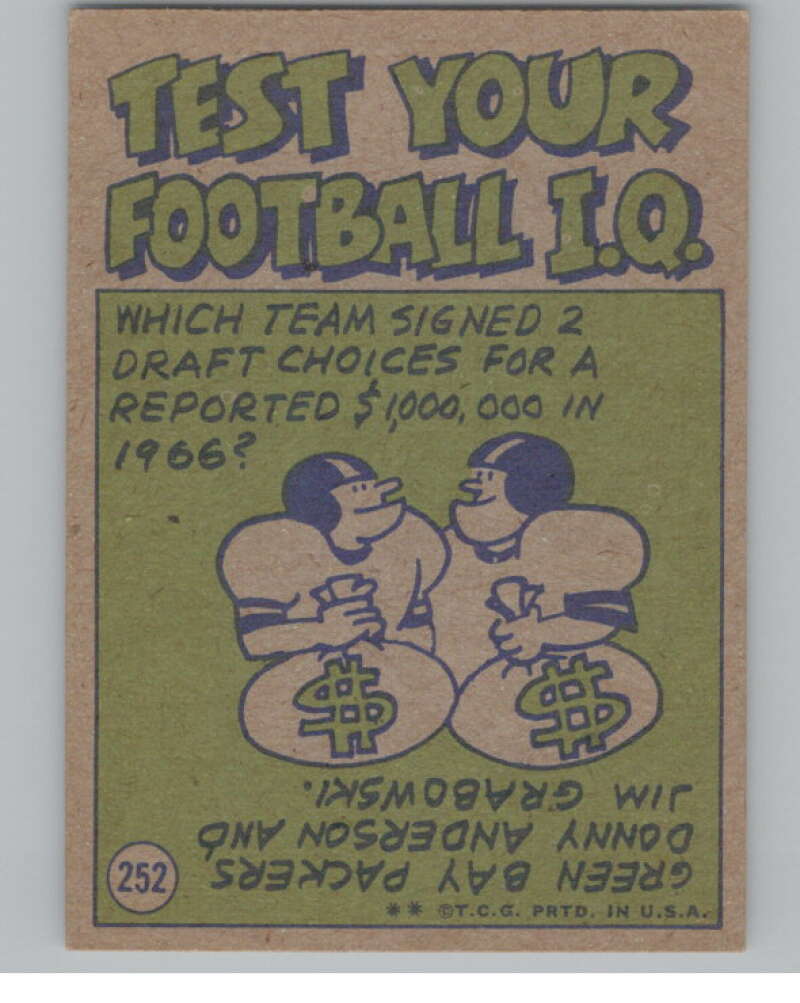 TEST YOUR
FOOTBALL I.Q.
WHICH TEAM SIGNED 2
DRAFT CHOICES FOR A
REPORTED $1,000,000 IN
1966?
$ $
GREEN BAY PACKERS
DONNY ANDERSON AND
JIM GRABOWSKI.
252
** ©T.C.G. PRTD. IN U.S.A.